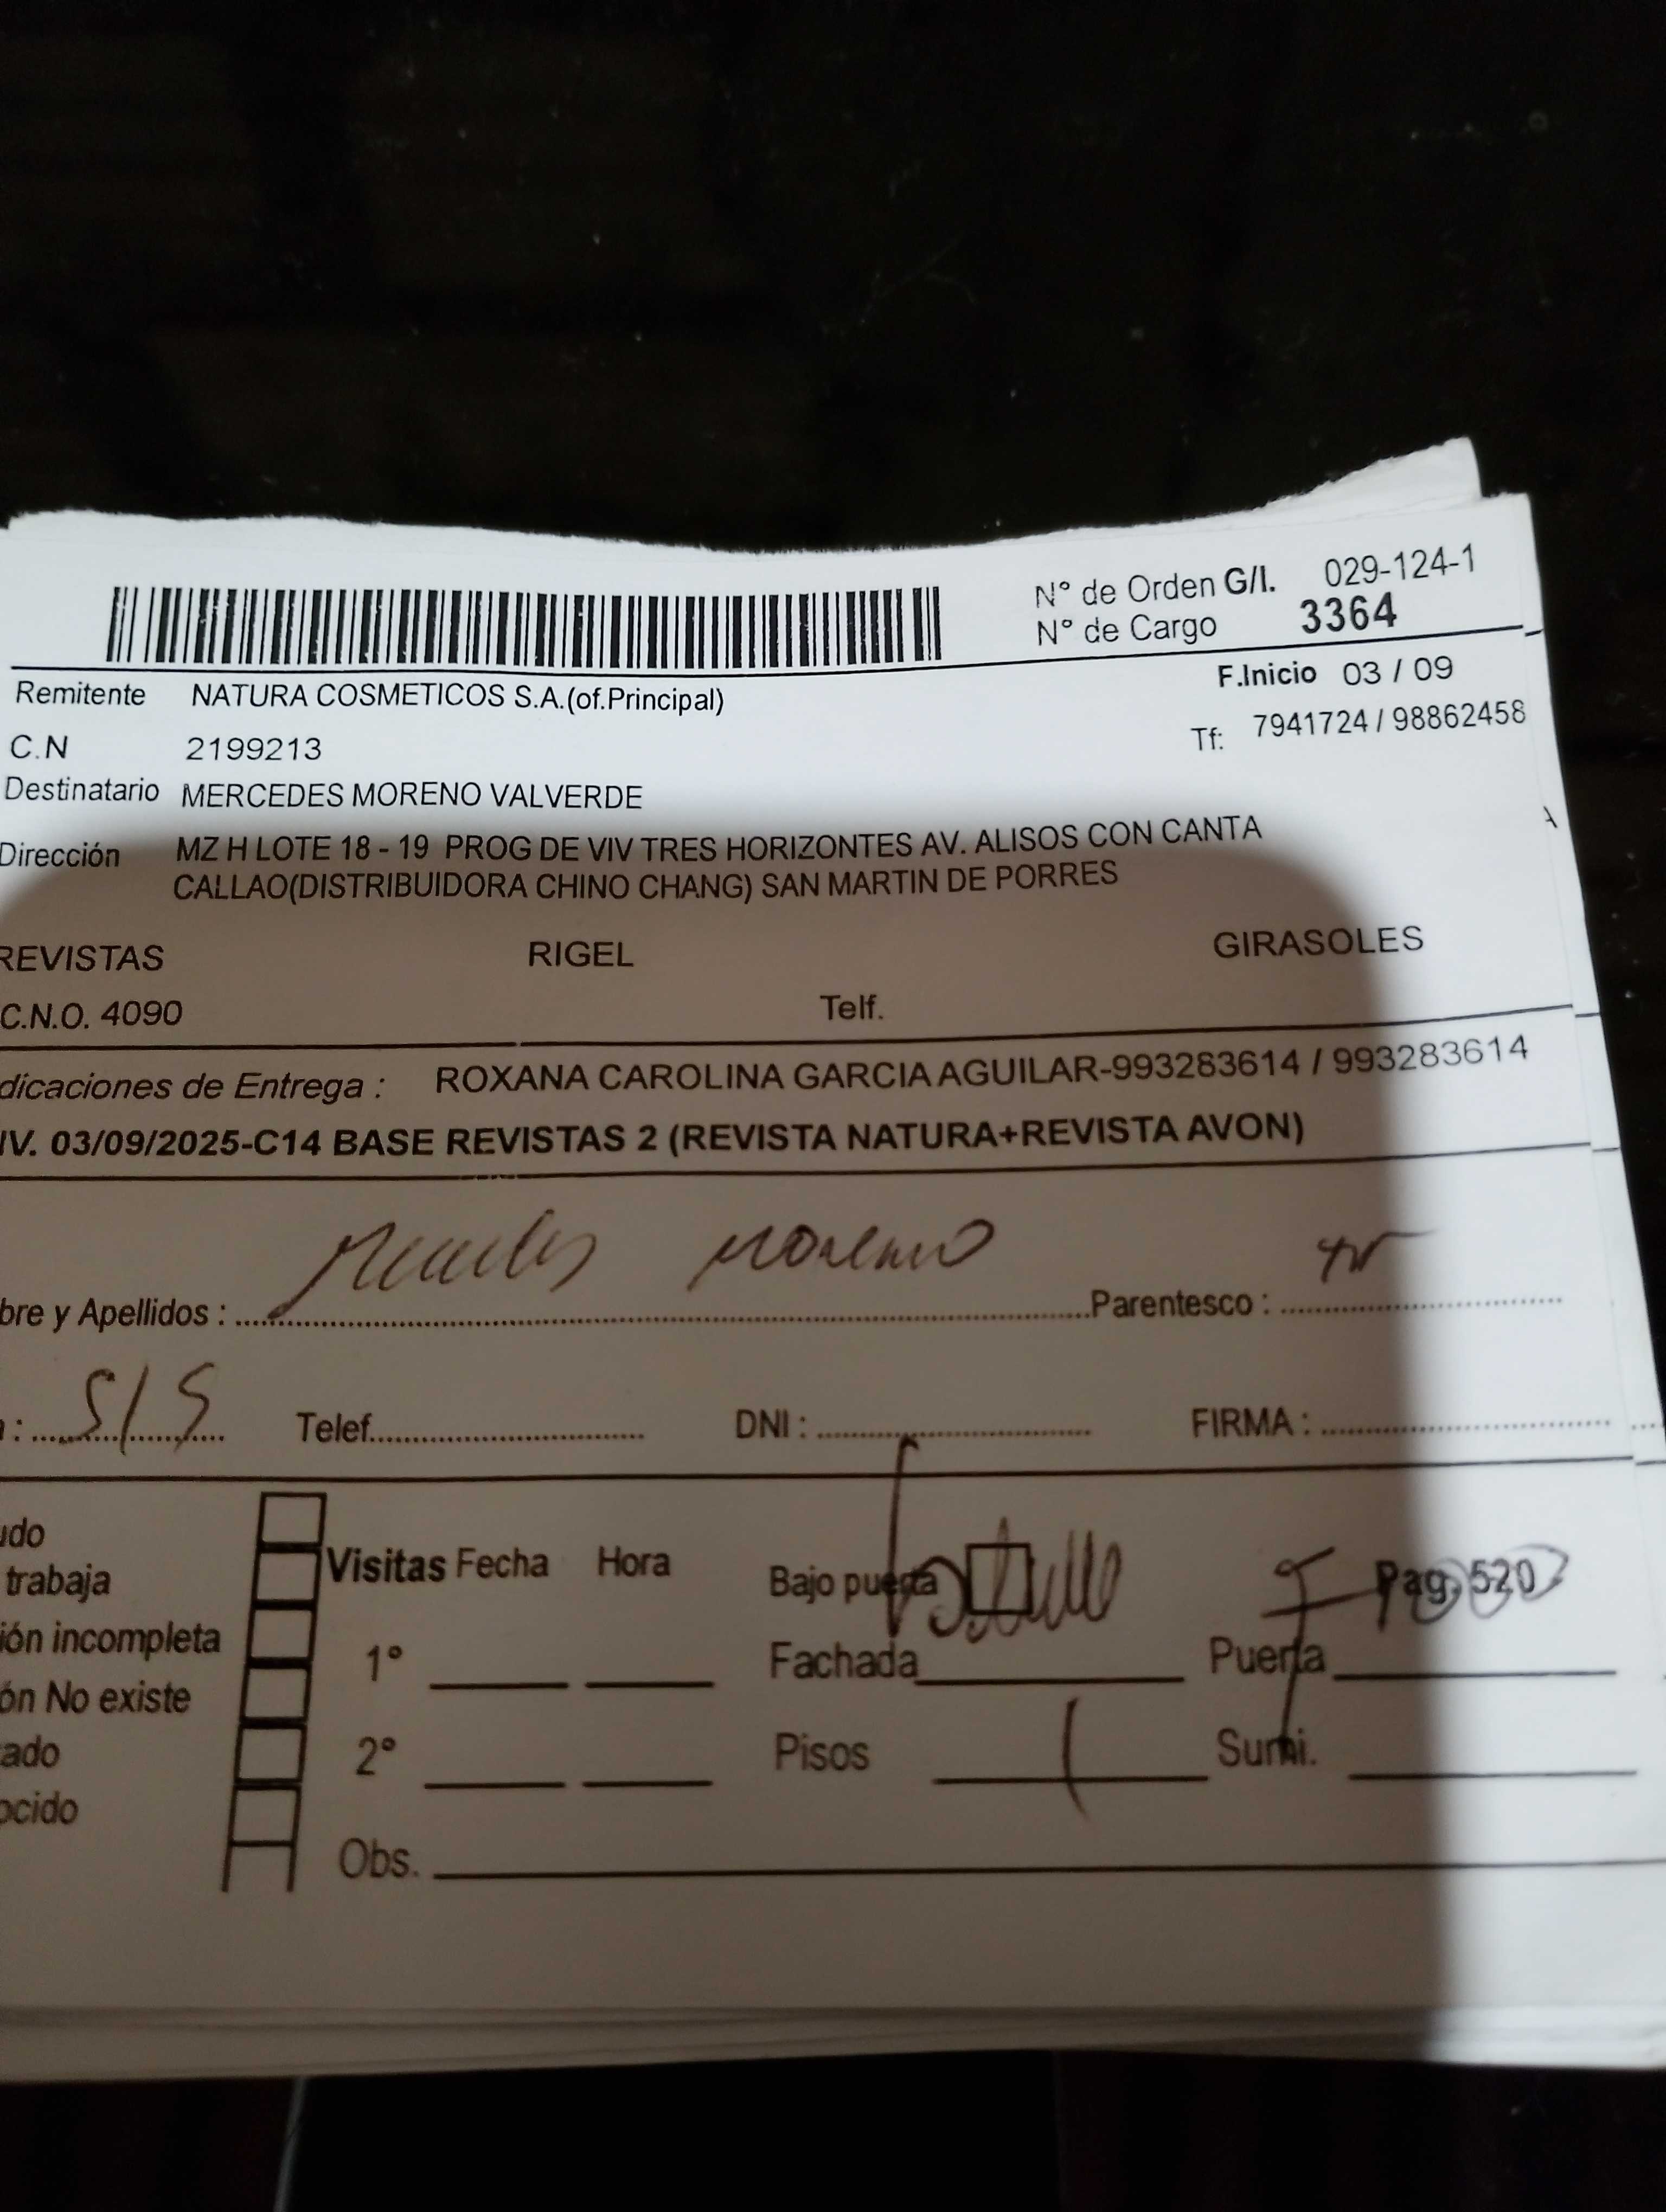 N° de Orden G/I. 029-124-1
N° de Cargo 3364
Remitente NATURA COSMETICOS S.A.(of.Principal) F.Inicio 03 / 09
C.N 2199213 Tf: 7941724 / 98862458
Destinatario MERCEDES MORENO VALVERDE
Dirección MZ H LOTE 18 - 19 PROG DE VIV TRES HORIZONTES AV. ALISOS CON CANTA
CALLAO(DISTRIBUIDORA CHINO CHANG) SAN MARTIN DE PORRES
REVISTAS RIGEL GIRASOLES
C.N.O. 4090 Telf.
dicaciones de Entrega : ROXANA CAROLINA GARCIA AGUILAR-993283614 / 993283614
IV. 03/09/2025-C14 BASE REVISTAS 2 (REVISTA NATURA+REVISTA AVON)
bre y Apellidos : Mercedes Moreno Parentesco :
: 5/9 Telef. DNI : FIRMA :
udo
trabaja Visitas Fecha Hora Bajo puerta Pag. 520
ión incompleta 1° Fachada Puerta
ón No existe
ado 2° Pisos 1 Sumi.
ocido
Obs.